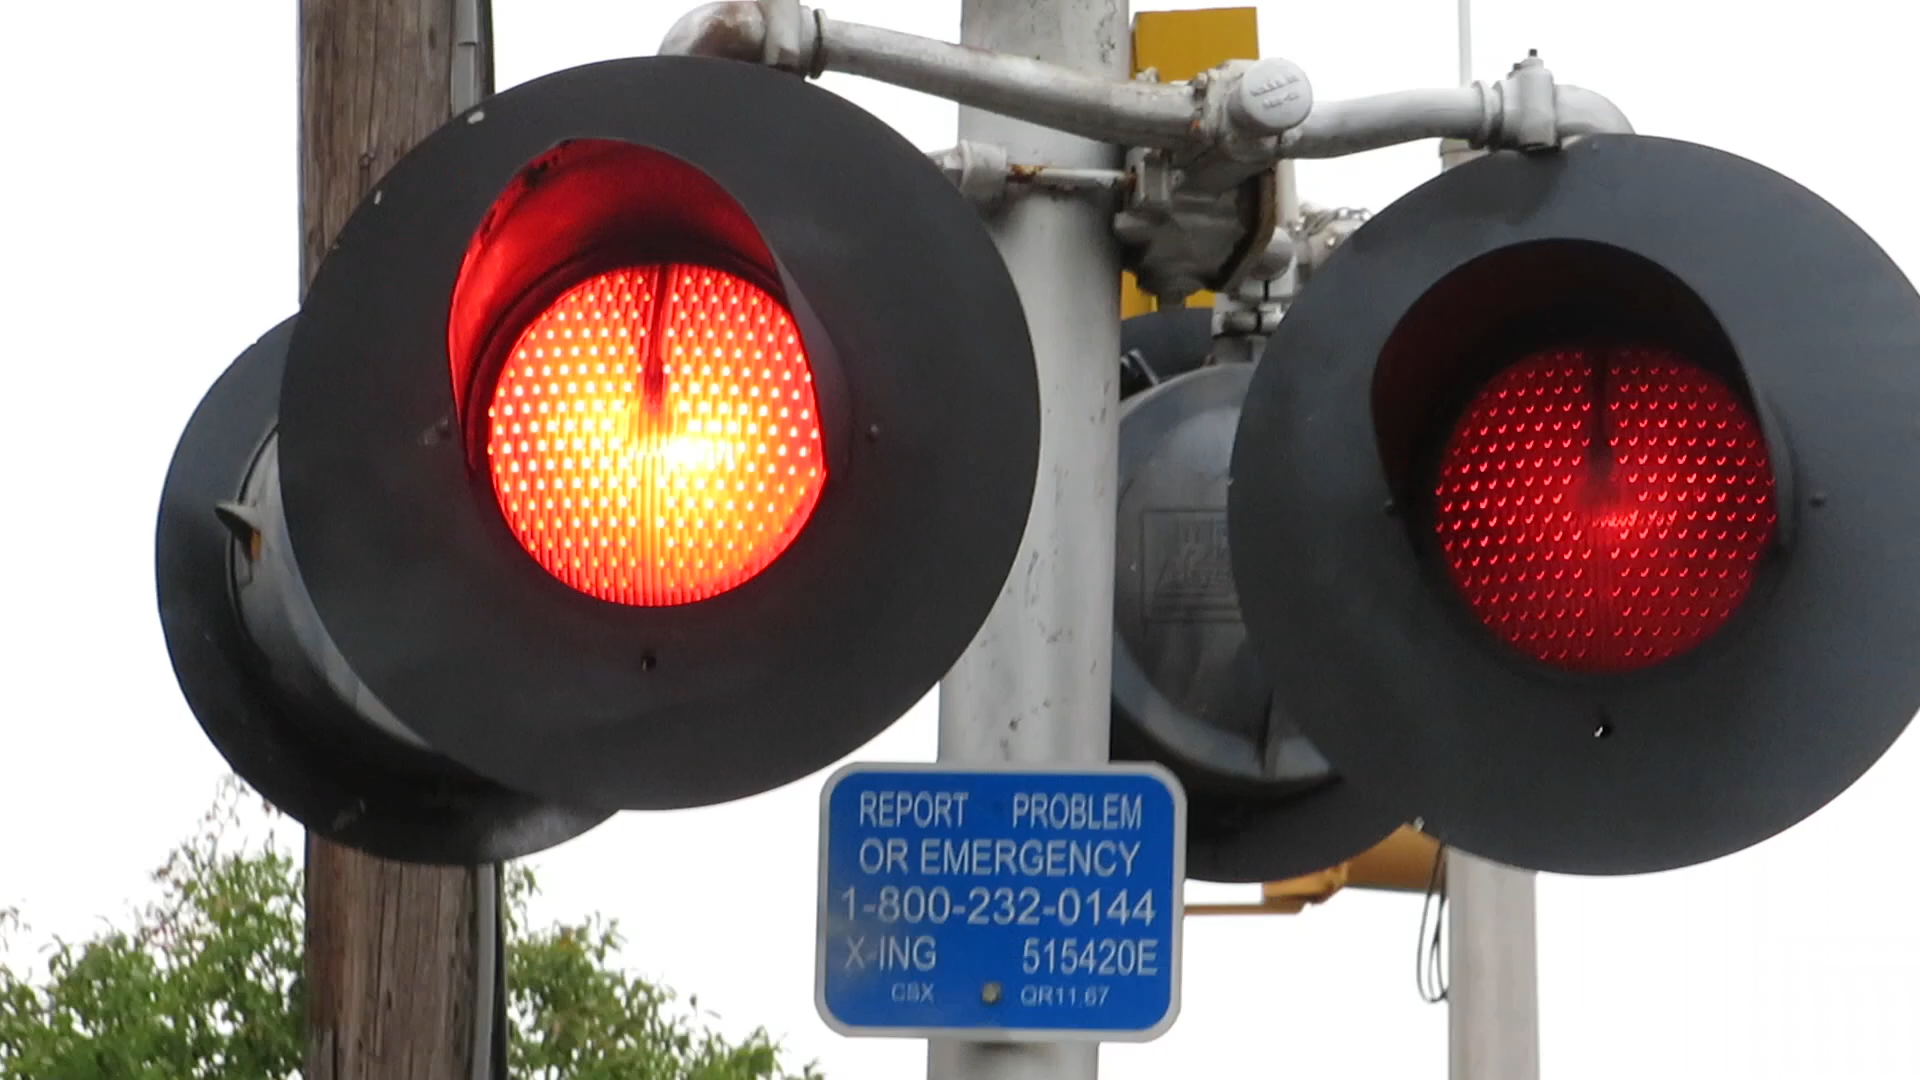 REPORT PROBLEM
OR EMERGENCY
1-800-232-0144
X-ING 515420E
CSX QR11.67